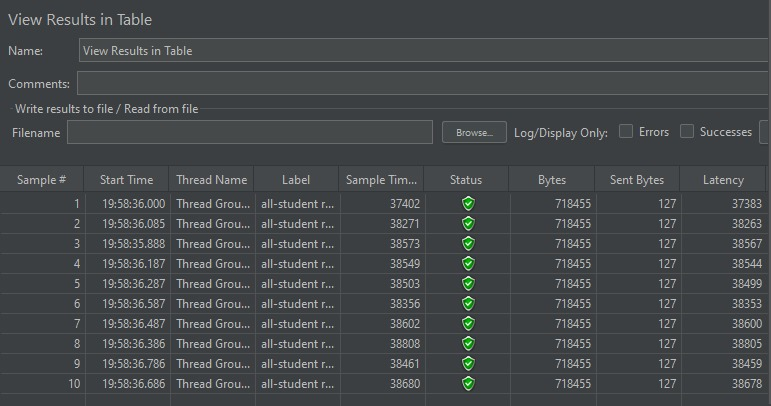 View Results in Table
Name: View Results in Table
Comments:
Write results to file / Read from file
Filename Browse... Log/Display Only: Errors Successes
Sample # Start Time Thread Name Label Sample Tim... Status Bytes Sent Bytes Latency
1 19:58:36.000 Thread Grou... all-student r... 37402 718455 127 37383
2 19:58:36.085 Thread Grou... all-student r... 38271 718455 127 38263
3 19:58:35.888 Thread Grou... all-student r... 38573 718455 127 38567
4 19:58:36.187 Thread Grou... all-student r... 38549 718455 127 38544
5 19:58:36.287 Thread Grou... all-student r... 38503 718455 127 38499
6 19:58:36.587 Thread Grou... all-student r... 38356 718455 127 38353
7 19:58:36.487 Thread Grou... all-student r... 38602 718455 127 38600
8 19:58:36.386 Thread Grou... all-student r... 38808 718455 127 38805
9 19:58:36.786 Thread Grou... all-student r... 38461 718455 127 38459
10 19:58:36.686 Thread Grou... all-student r... 38680 718455 127 38678